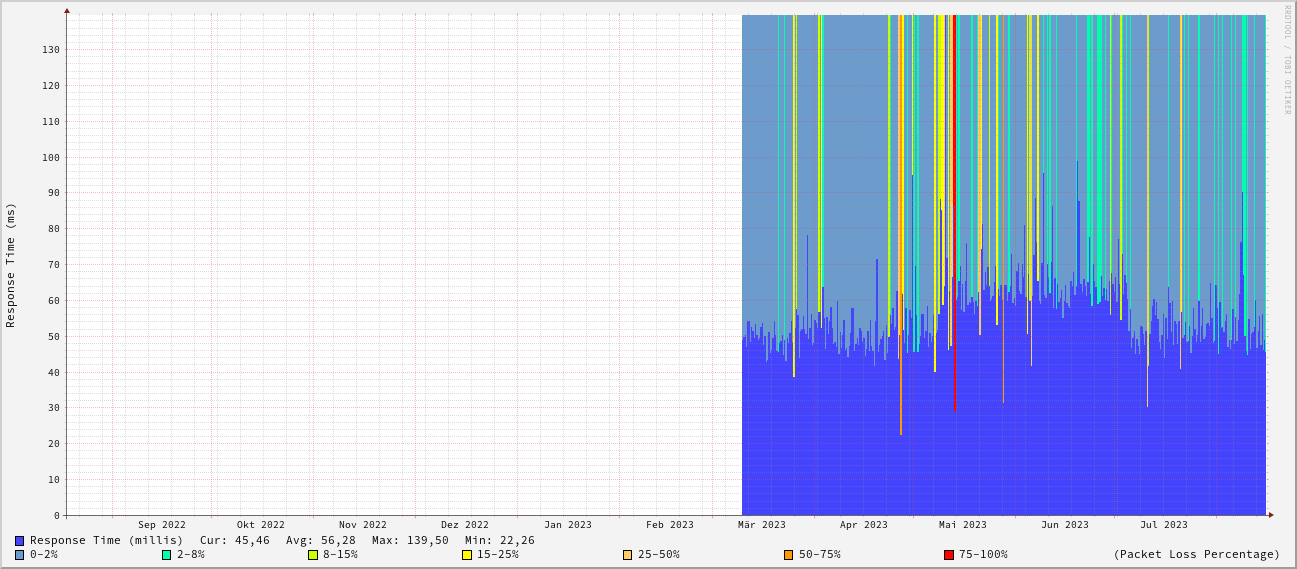 RRDTOOL / TOBI OETIKER
Response Time (ms)
130
120
110
100
90
80
70
60
50
40
30
20
10
0
Sep 2022 Okt 2022 Nov 2022 Dez 2022 Jan 2023 Feb 2023 Mär 2023 Apr 2023 Mai 2023 Jun 2023 Jul 2023
Response Time (millis) Cur: 45,46 Avg: 56,28 Max: 139,50 Min: 22,26
0-2% 2-8% 8-15% 15-25% 25-50% 50-75% 75-100% (Packet Loss Percentage)